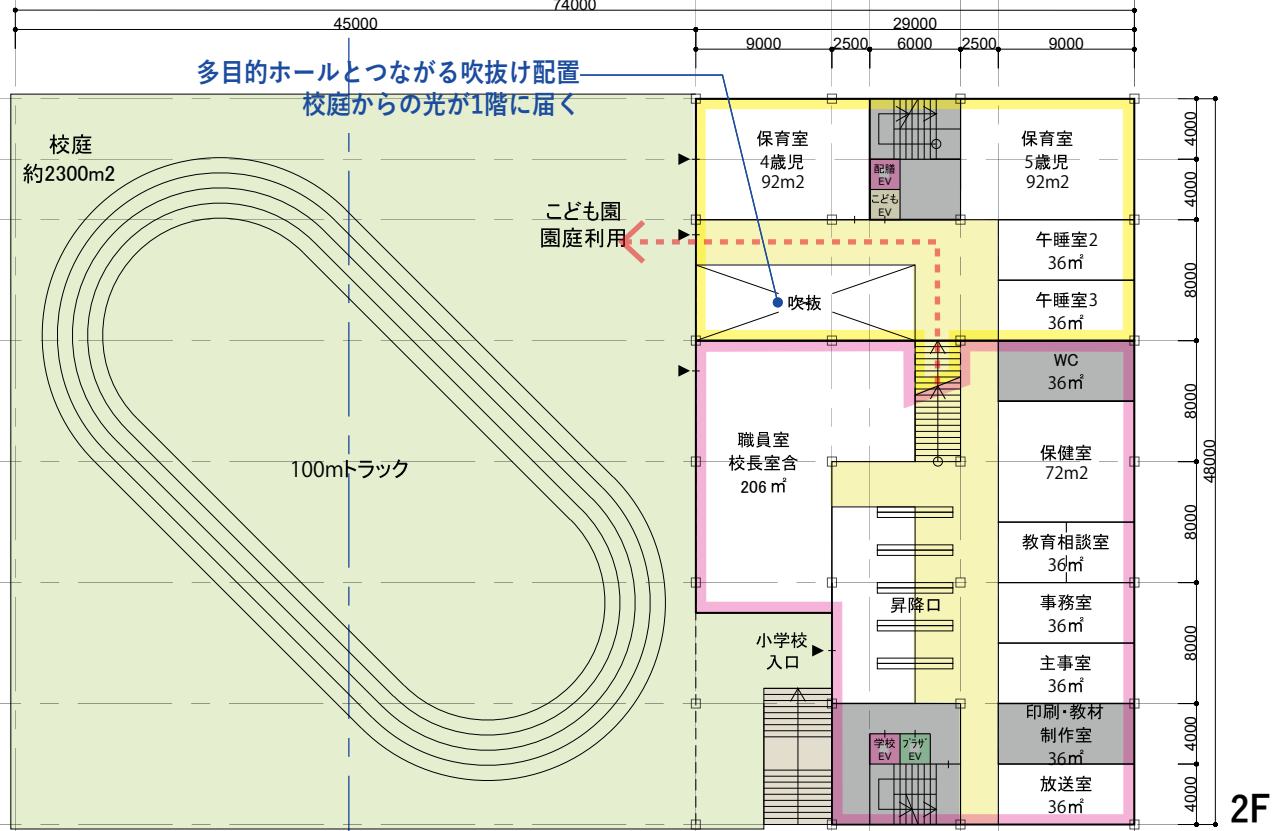 74000
45000
29000
9000
2500
6000
2500
9000
多目的ホールとつながる吹抜け配置
校庭からの光が1階に届く
校庭
約2300m2
保育室
4歳児
92m2
配膳
EV
こども
EV
保育室
5歳児
92m2
4000
4000
こども園
園庭利用
午睡室2
36㎡
吹抜
午睡室3
36㎡
8000
WC
36㎡
8000
職員室
校長室含
206㎡
保健室
72m2
48000
100mトラック
8000
教育相談室
36㎡
昇降口
事務室
36㎡
小学校
入口
主事室
36㎡
8000
印刷・教材
制作室
36㎡
学校
EV
プラザ
EV
4000
放送室
36㎡
4000
2F